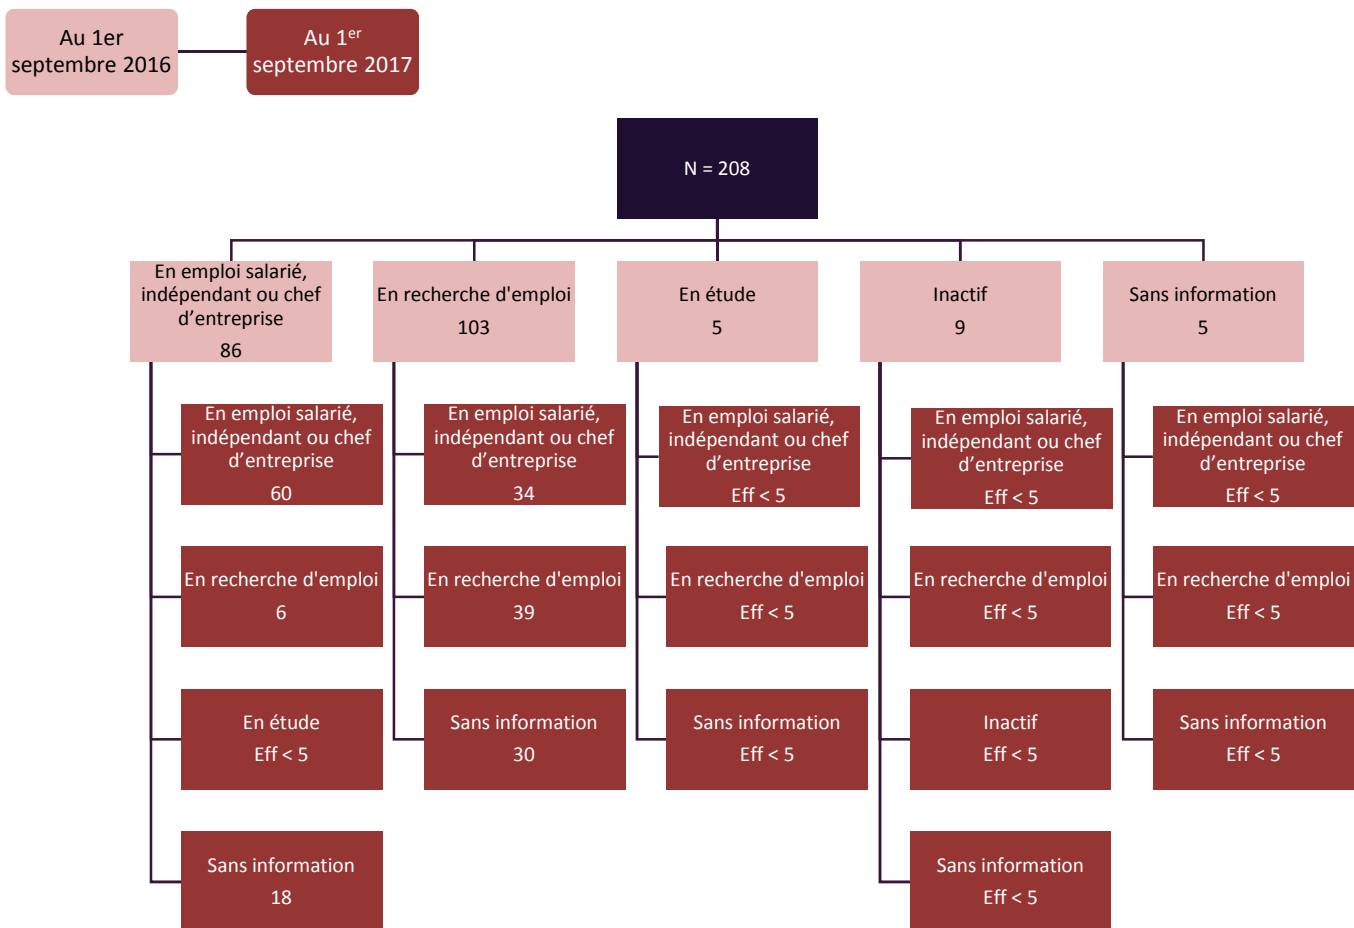 Au 1er
septembre 2016
Au 1er
septembre 2017
N = 208
En emploi salarié,
indépendant ou chef
d’entreprise
86
En recherche d'emploi
103
En étude
5
Inactif
9
Sans information
5
En emploi salarié,
indépendant ou chef
d’entreprise
60
En recherche d'emploi
6
En étude
Eff < 5
Sans information
18
En emploi salarié,
indépendant ou chef
d’entreprise
34
En recherche d'emploi
39
Sans information
30
En emploi salarié,
indépendant ou chef
d’entreprise
Eff < 5
En recherche d'emploi
Eff < 5
Sans information
Eff < 5
En emploi salarié,
indépendant ou chef
d’entreprise
Eff < 5
En recherche d'emploi
Eff < 5
Inactif
Eff < 5
Sans information
Eff < 5
En emploi salarié,
indépendant ou chef
d’entreprise
Eff < 5
En recherche d'emploi
Eff < 5
Sans information
Eff < 5